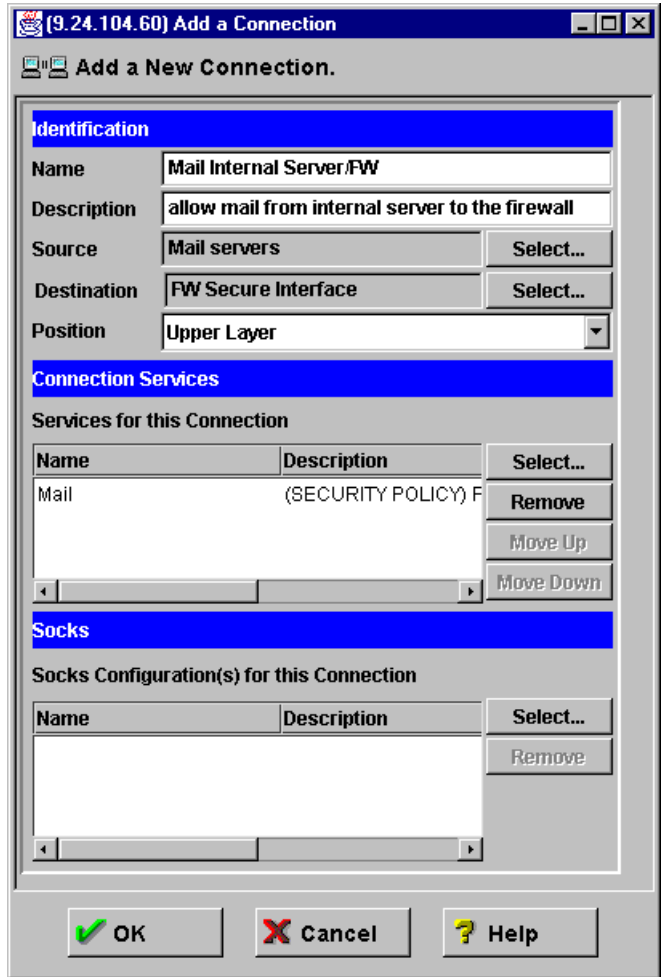 (9.24.104.60) Add a Connection
Add a New Connection.
Identification
Name Mail Internal Server/FW
Description allow mail from internal server to the firewall
Source Mail servers Select...
Destination FW Secure Interface Select...
Position Upper Layer
Connection Services
Services for this Connection
Name Description Select...
Mail (SECURITY POLICY) F
Remove
Move Up
Move Down
Socks
Socks Configuration(s) for this Connection
Name Description Select...
Remove
OK Cancel Help